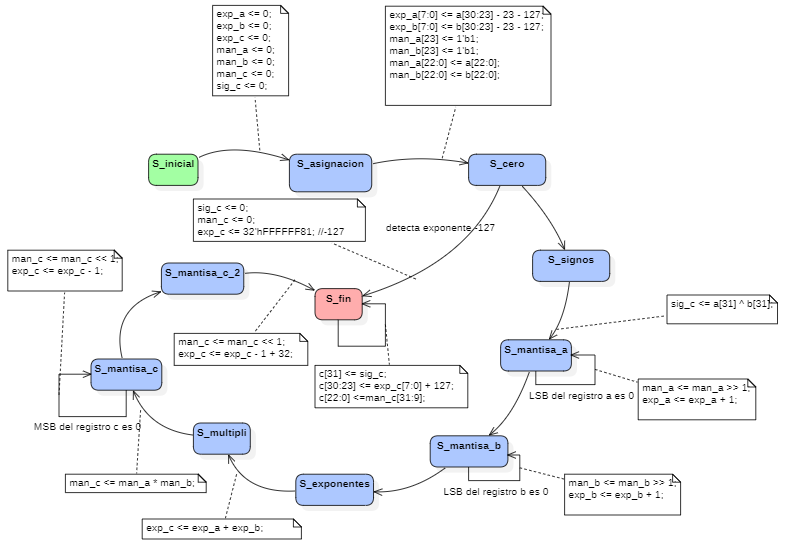 exp_a <= 0;
exp_b <= 0;
exp_c <= 0;
man_a <= 0;
man_b <= 0;
man_c <= 0;
sig_c <= 0;
exp_a[7:0] <= a[30:23] - 23 - 127;
exp_b[7:0] <= b[30:23] - 23 - 127;
man_a[23] <= 1'b1;
man_b[23] <= 1'b1;
man_a[22:0] <= a[22:0];
man_b[22:0] <= b[22:0];
S_inicial
S_asignacion
S_cero
sig_c <= 0;
man_c <= 0;
exp_c <= 32'hFFFFFF81; //-127
detecta exponente -127
man_c <= man_c << 1;
exp_c <= exp_c - 1;
S_mantisa_c_2
S_fin
S_signos
sig_c <= a[31] ^ b[31];
man_c <= man_c << 1;
exp_c <= exp_c - 1 + 32;
S_mantisa_a
S_mantisa_c
c[31] <= sig_c;
c[30:23] <= exp_c[7:0] + 127;
c[22:0] <=man_c[31:9];
LSB del registro a es 0
man_a <= man_a >> 1;
exp_a <= exp_a + 1;
MSB del registro c es 0
S_multipli
S_mantisa_b
man_c <= man_a * man_b;
S_exponentes
LSB del registro b es 0
man_b <= man_b >> 1;
exp_b <= exp_b + 1;
exp_c <= exp_a + exp_b;